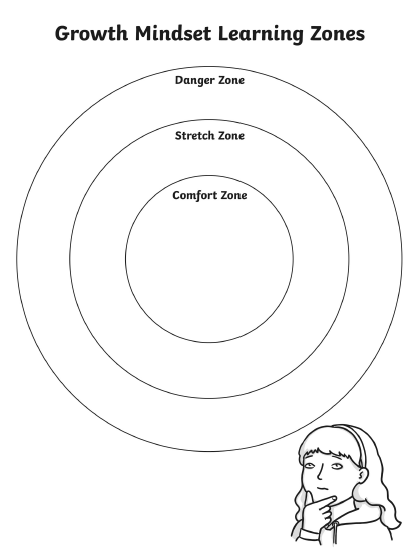 Growth Mindset Learning Zones
Danger Zone
Stretch Zone
Comfort Zone